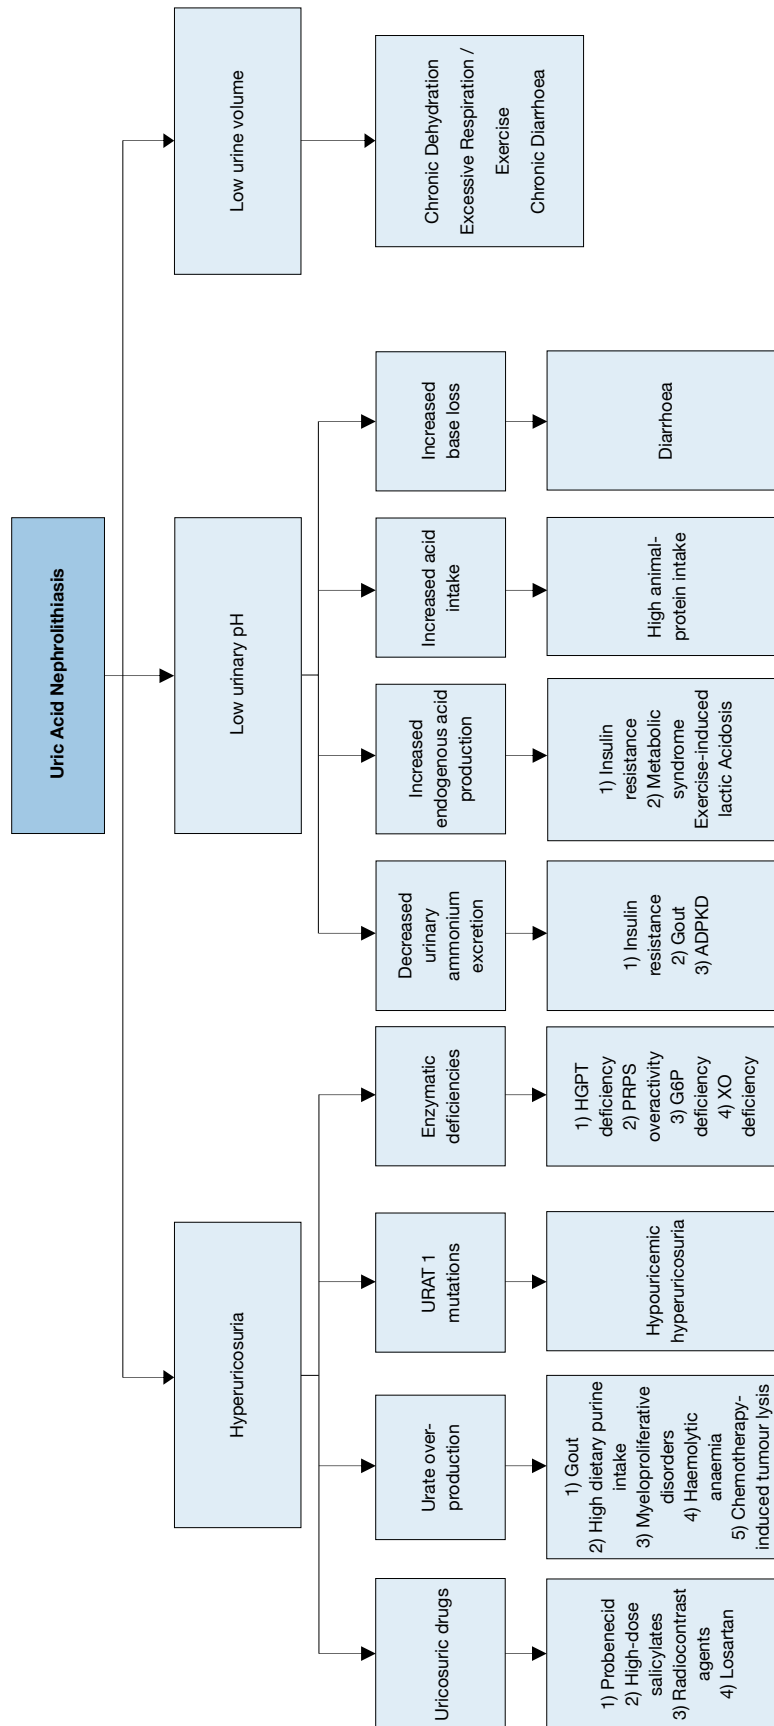 Uric Acid Nephrolithiasis
Hyperuricosuria
Low urinary pH
Low urine volume
Uricosuric drugs
Urate over-
production
URAT 1
mutations
Enzymatic
deficiencies
Decreased
urinary
ammonium
excretion
Increased
endogenous acid
production
Increased acid
intake
Increased
base loss
Chronic Dehydration
Excessive Respiration /
Exercise
Chronic Diarrhoea
1) Probenecid
2) High-dose
salicylates
3) Radiocontrast
agents
4) Losartan
1) Gout
2) High dietary purine
intake
3) Myeloproliferative
disorders
4) Haemolytic
anaemia
5) Chemotherapy-
induced tumour lysis
Hypouricemic
hyperuricosuria
1) HGPT
deficiency
2) PRPS
overactivity
3) G6P
deficiency
4) XO
deficiency
1) Insulin
resistance
2) Gout
3) ADPKD
1) Insulin
resistance
2) Metabolic
syndrome
Exercise-induced
lactic Acidosis
High animal-
protein intake
Diarrhoea